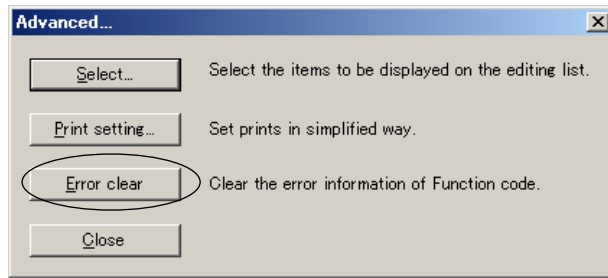 Advanced...
Select... Select the items to be displayed on the editing list.
Print setting... Set prints in simplified way.
Error clear Clear the error information of Function code.
Close